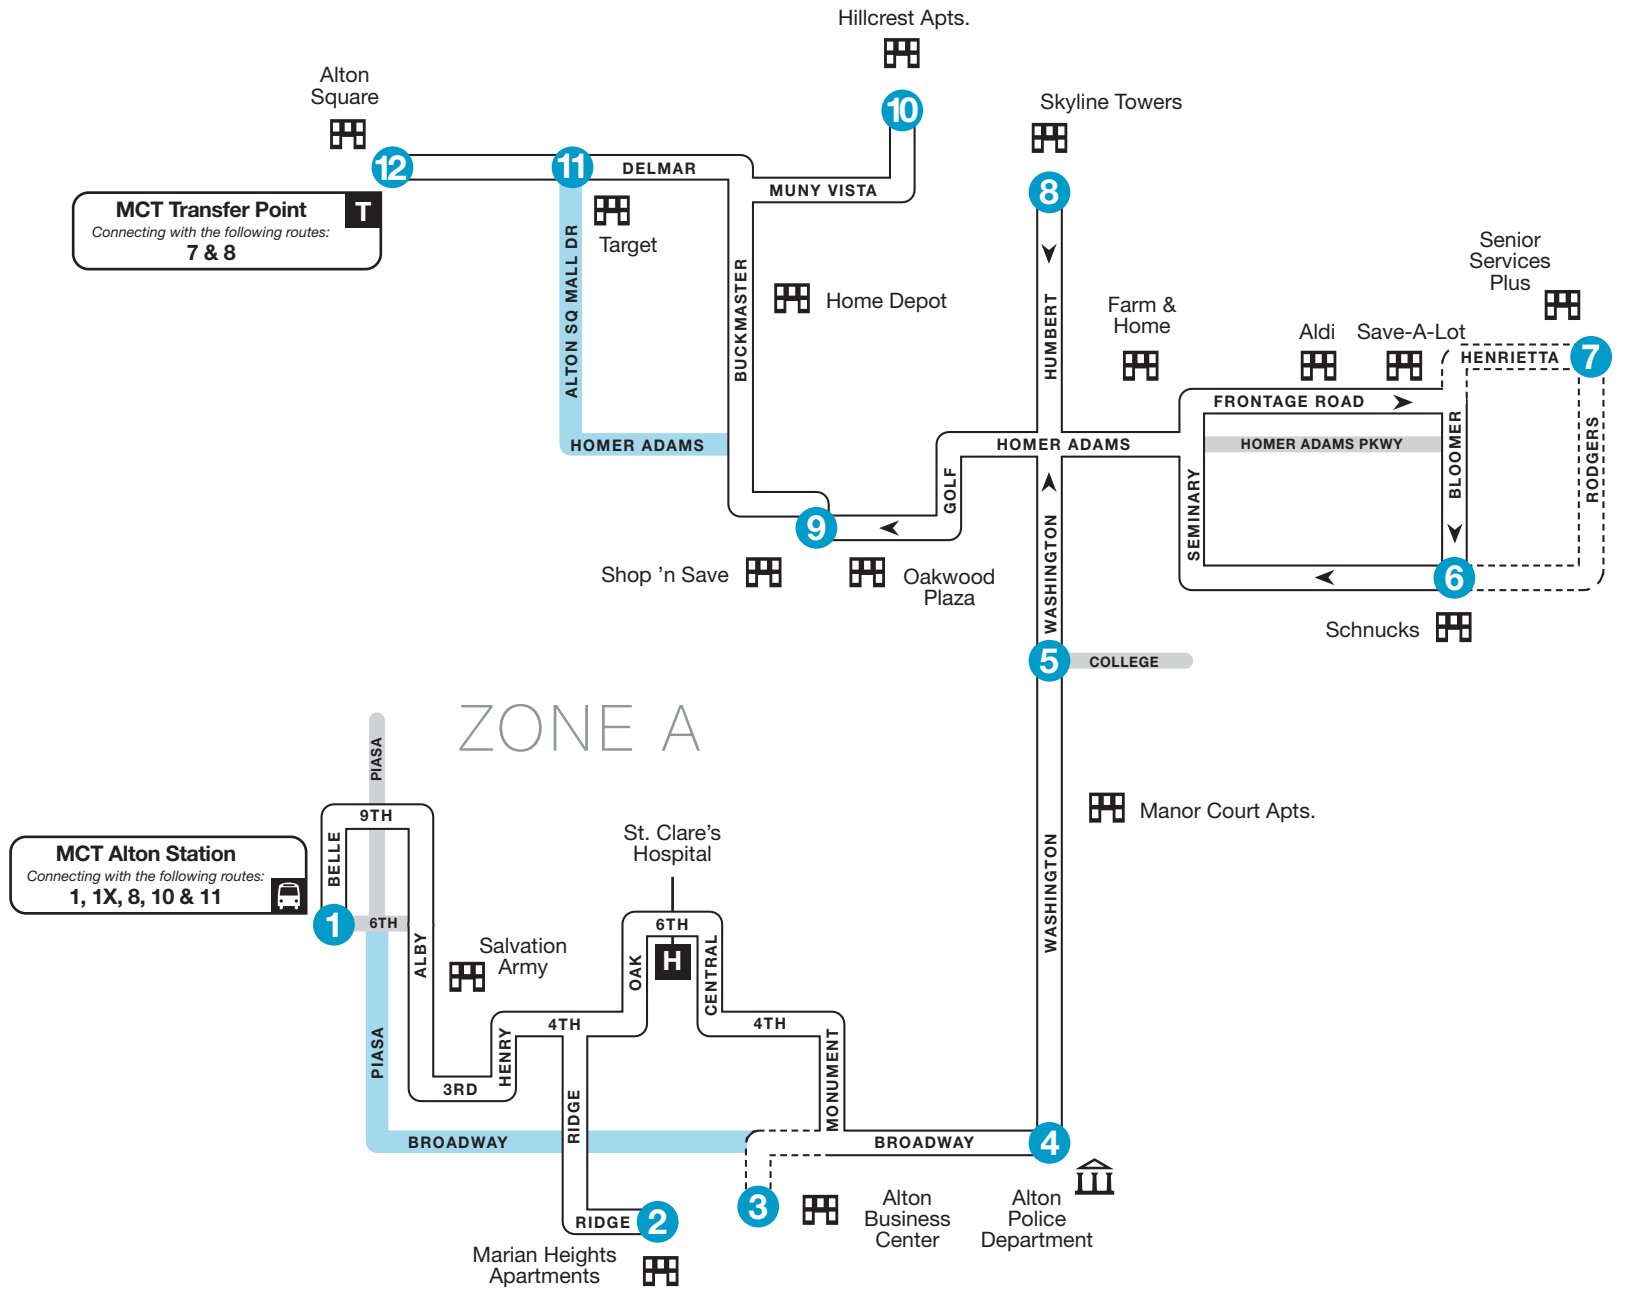 Hillcrest Apts.
Alton
Square
Skyline Towers
10
12
11
DELMAR
MUNY VISTA
8
MCT Transfer Point
T
Connecting with the following routes:
7 & 8
Target
ALTON SQ MALL DR
BUCKMASTER
Home Depot
HUMBERT
Farm &
Home
Senior
Services
Plus
Aldi
Save-A-Lot
HENRIETTA
7
FRONTAGE ROAD
HOMER ADAMS
HOMER ADAMS
HOMER ADAMS PKWY
BLOOMER
RODGERS
GOLF
SEMINARY
9
WASHINGTON
6
Shop ’n Save
Oakwood
Plaza
Schnucks
5
COLLEGE
ZONE A
PIASA
9TH
Manor Court Apts.
MCT Alton Station
Connecting with the following routes:
1, 1X, 8, 10 & 11
BELLE
St. Clare’s
Hospital
WASHINGTON
1
6TH
6TH
H
ALBY
Salvation
Army
OAK
CENTRAL
4TH
4TH
HENRY
PIASA
3RD
MONUMENT
RIDGE
BROADWAY
BROADWAY
4
3
Alton
Business
Center
Alton
Police
Department
RIDGE
2
Marian Heights
Apartments